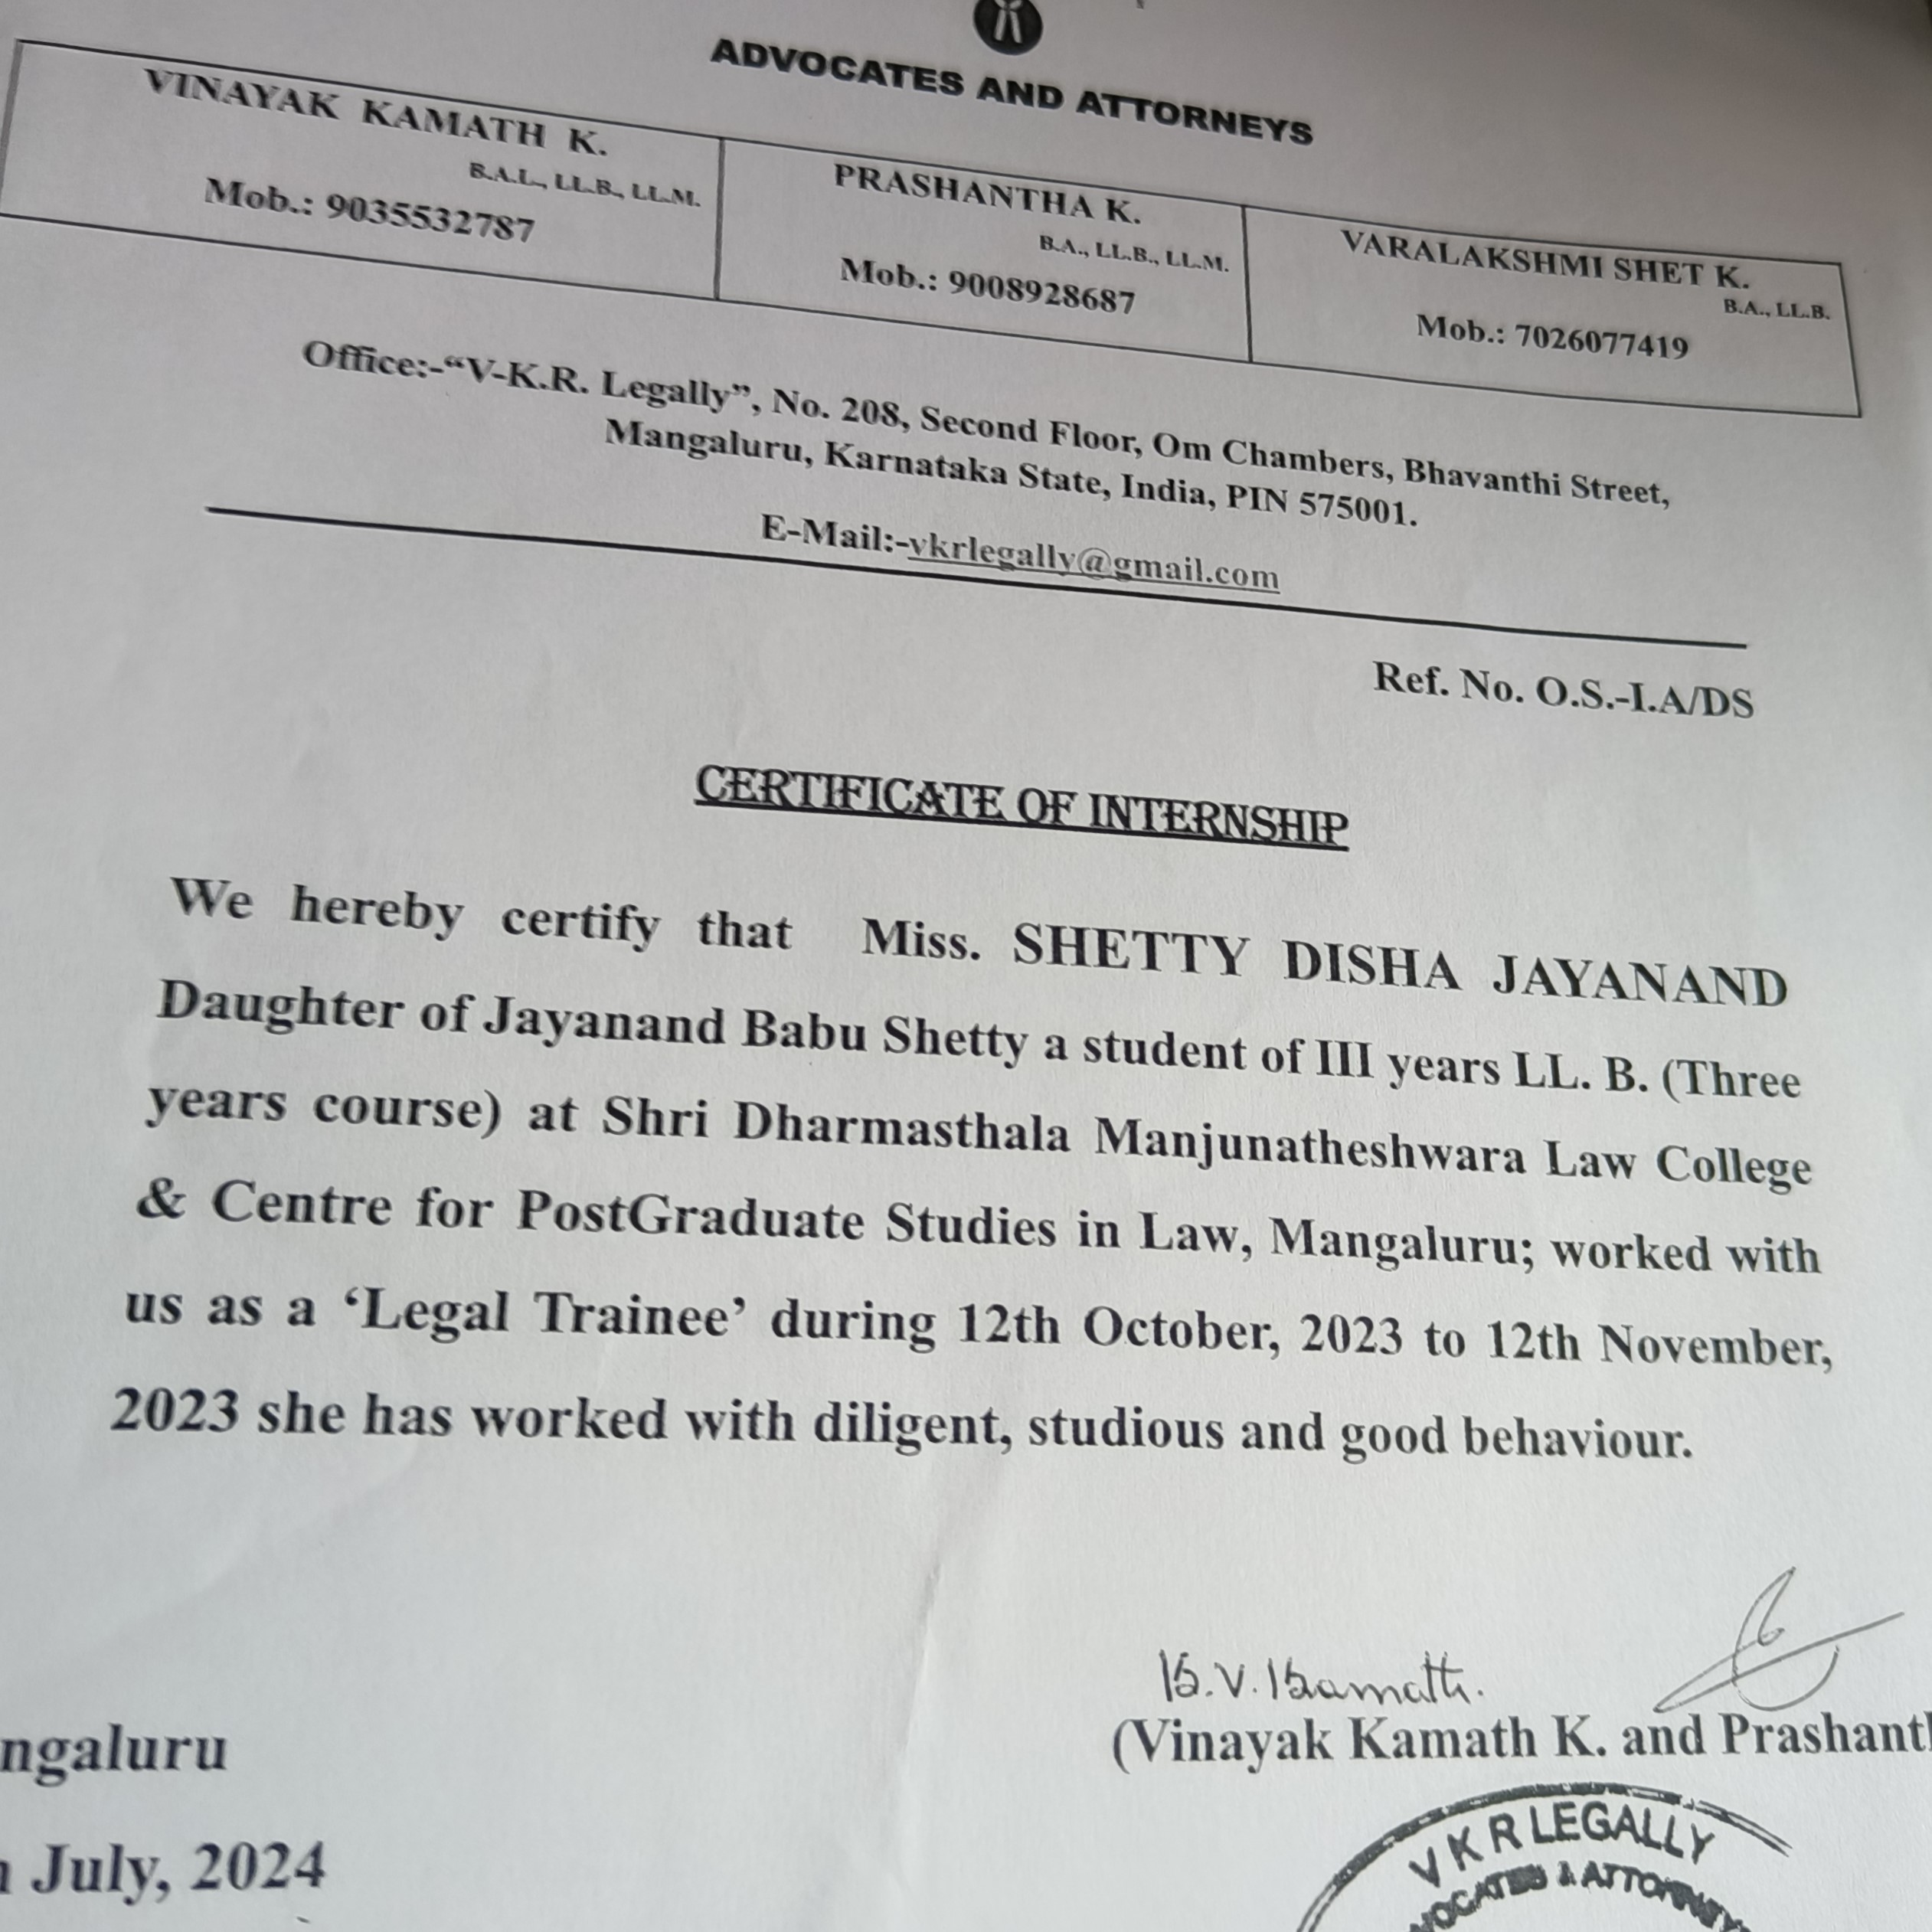 ADVOCATES AND ATTORNEYS
VINAYAK KAMATH K.
B.A.L., LL.B., LL.M.
Mob.: 9035532787
PRASHANTHA K.
B.A., LL.B., LL.M.
Mob.: 9008928687
VARALAKSHMI SHET K.
B.A., LL.B.
Mob.: 7026077419
Office:-“V-K.R. Legally”, No. 208, Second Floor, Om Chambers, Bhavanthi Street,
Mangaluru, Karnataka State, India, PIN 575001.
E-Mail:-vkrlegally@gmail.com
Ref. No. O.S.-I.A/DS
CERTIFICATE OF INTERNSHIP
We hereby certify that Miss. SHETTY DISHA JAYANAND
Daughter of Jayanand Babu Shetty a student of III years LL. B. (Three
years course) at Shri Dharmasthala Manjunatheshwara Law College
& Centre for PostGraduate Studies in Law, Mangaluru; worked with
us as a ‘Legal Trainee’ during 12th October, 2023 to 12th November,
2023 she has worked with diligent, studious and good behaviour.
K.V. Kamath.
(Vinayak Kamath K. and Prashanth
ngaluru
July, 2024
V K R LEGALLY
VOCATES & ATTORNEY